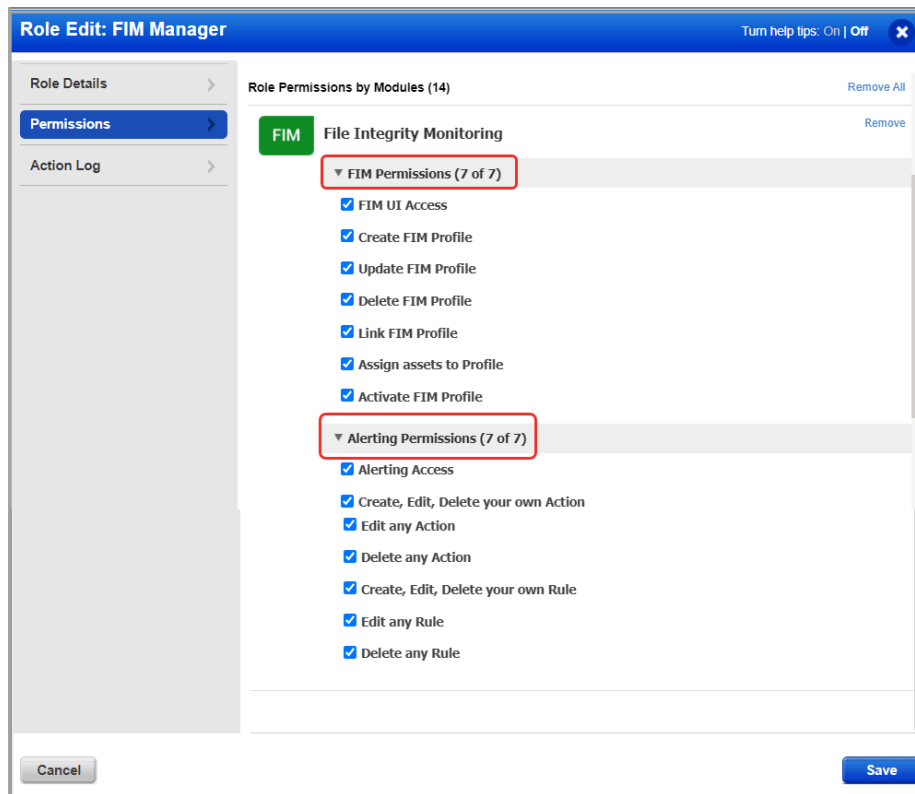 Role Edit: FIM Manager
Turn help tips: On | Off
Role Details
Permissions
Action Log
Role Permissions by Modules (14)
Remove All
FIM
File Integrity Monitoring
Remove
FIM Permissions (7 of 7)
FIM UI Access
Create FIM Profile
Update FIM Profile
Delete FIM Profile
Link FIM Profile
Assign assets to Profile
Activate FIM Profile
Alerting Permissions (7 of 7)
Alerting Access
Create, Edit, Delete your own Action
Edit any Action
Delete any Action
Create, Edit, Delete your own Rule
Edit any Rule
Delete any Rule
Cancel
Save